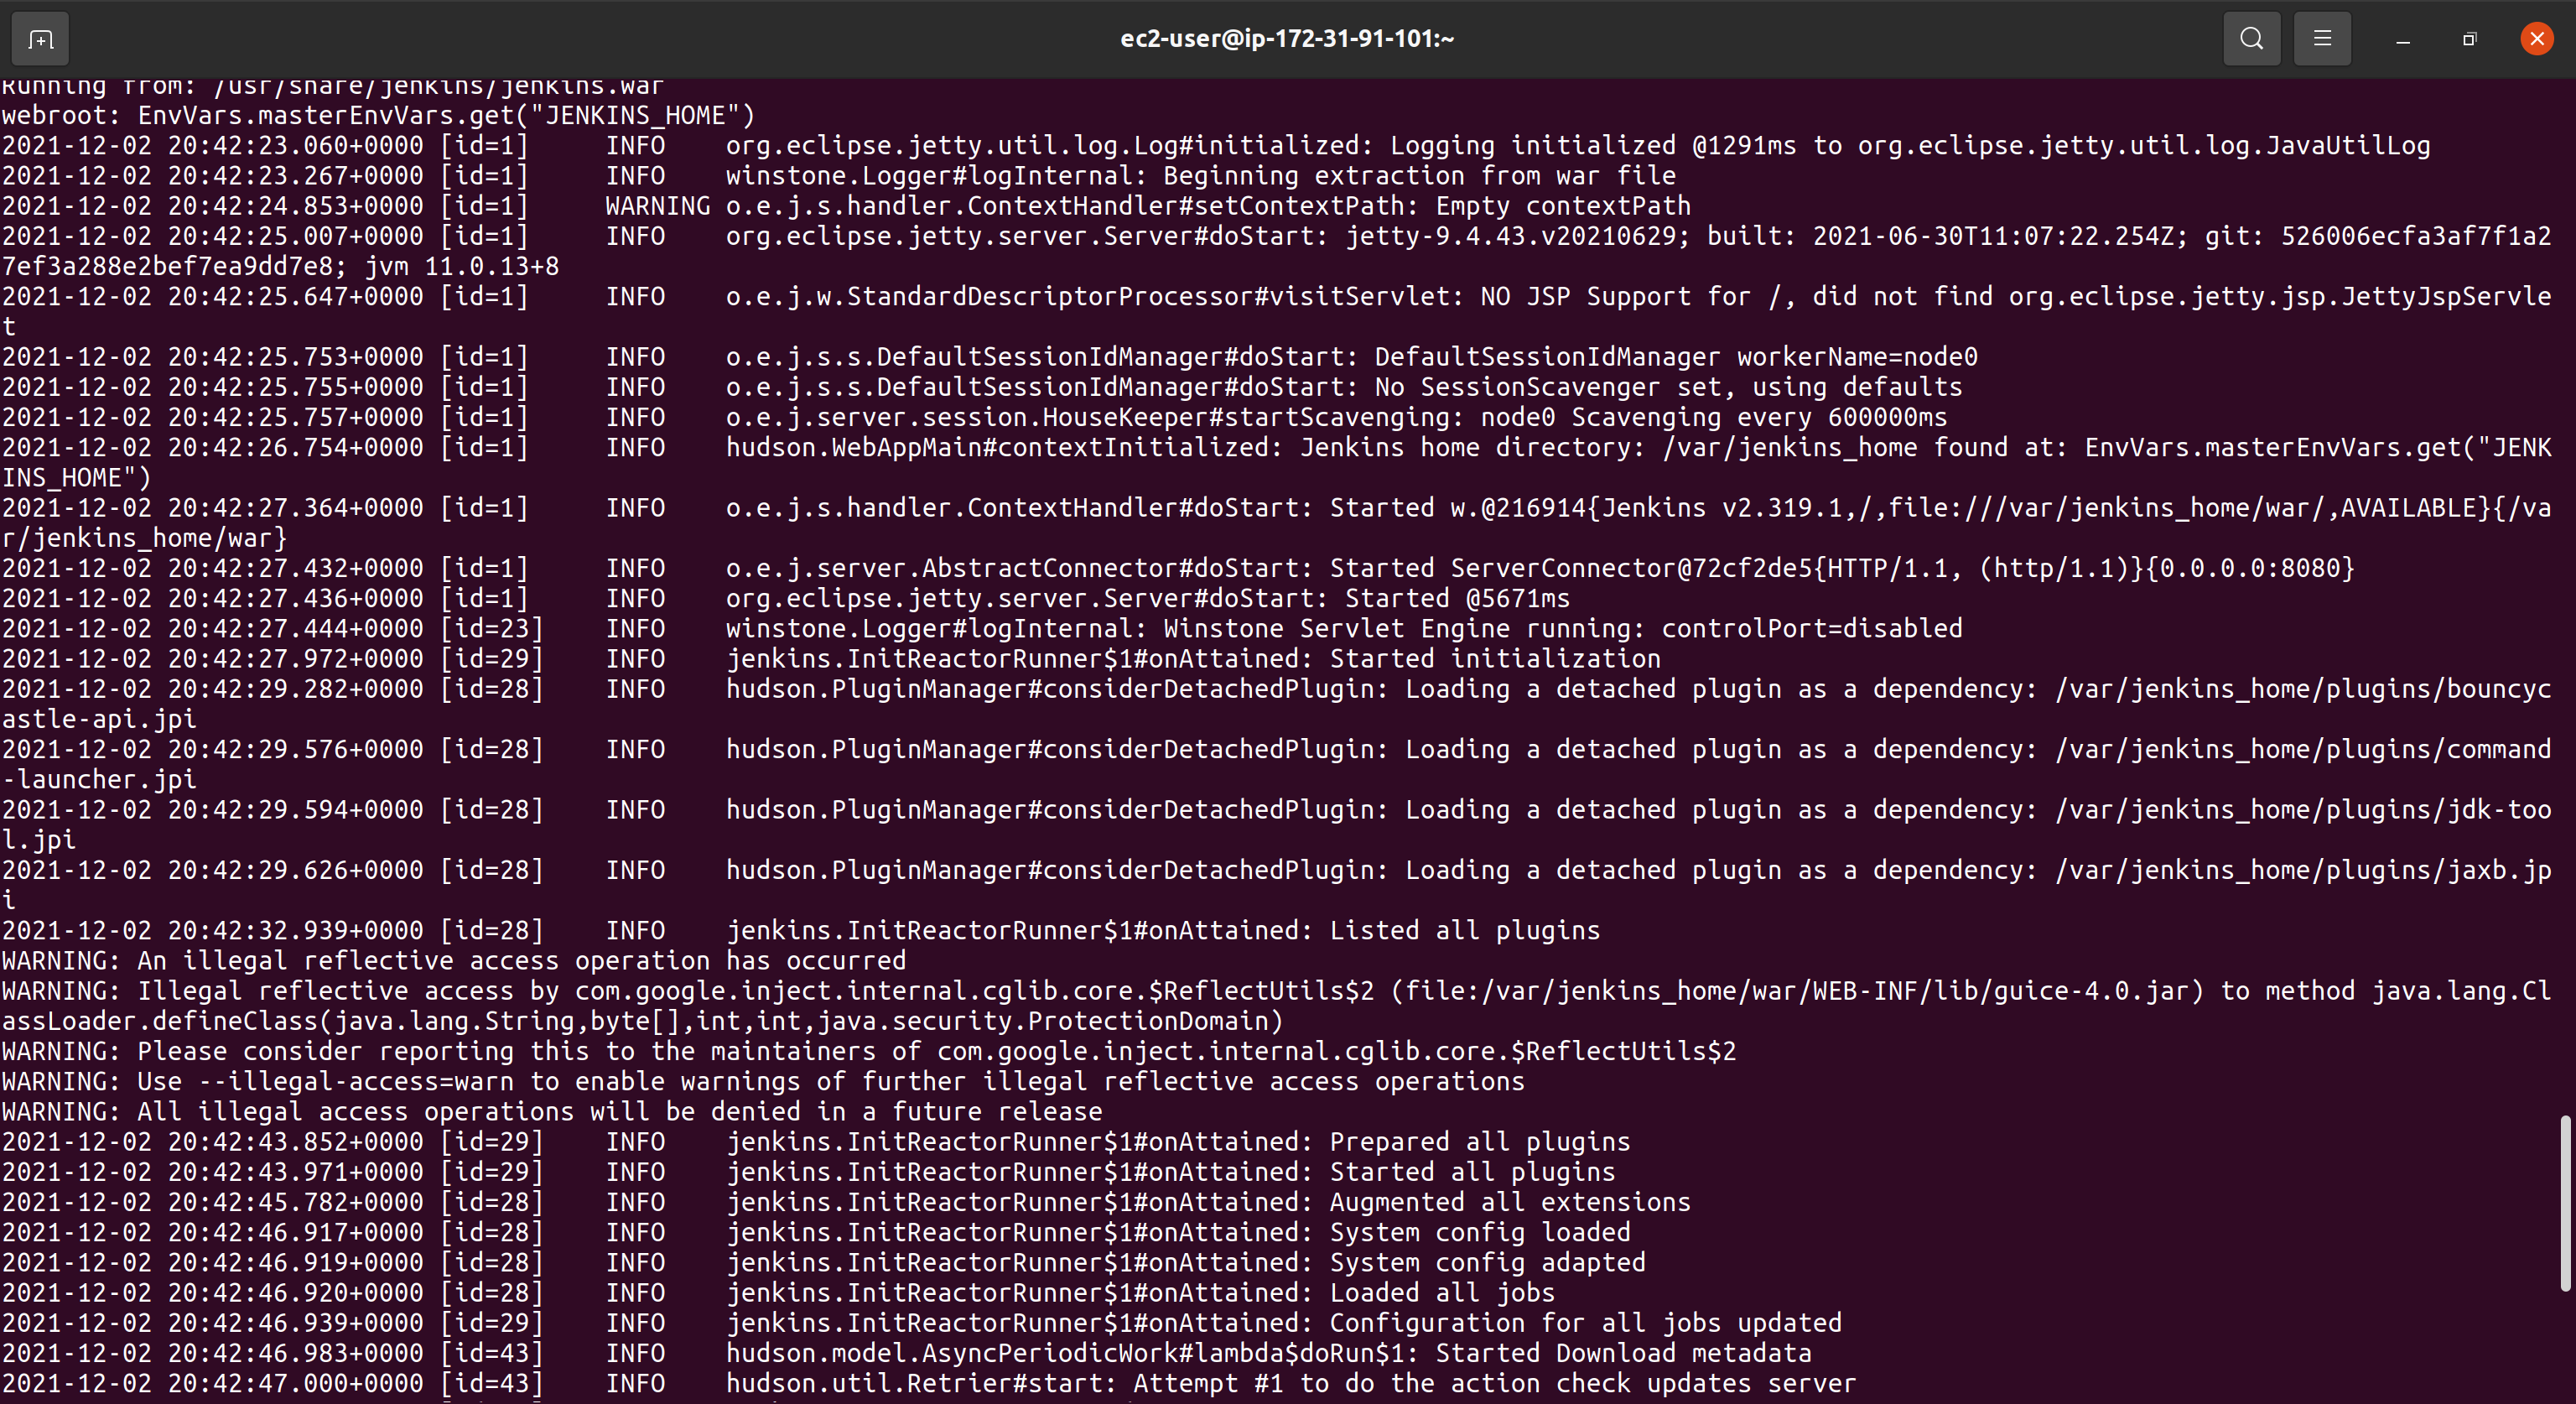 ec2-user@ip-172-31-91-101:~
Running from: /usr/share/jenkins/jenkins.war
webroot: EnvVars.masterEnvVars.get("JENKINS_HOME")
2021-12-02 20:42:23.060+0000 [id=1]     INFO    org.eclipse.jetty.util.log.Log#initialized: Logging initialized @1291ms to org.eclipse.jetty.util.log.JavaUtilLog
2021-12-02 20:42:23.267+0000 [id=1]     INFO    winstone.Logger#logInternal: Beginning extraction from war file
2021-12-02 20:42:24.853+0000 [id=1]     WARNING o.e.j.s.handler.ContextHandler#setContextPath: Empty contextPath
2021-12-02 20:42:25.007+0000 [id=1]     INFO    org.eclipse.jetty.server.Server#doStart: jetty-9.4.43.v20210629; built: 2021-06-30T11:07:22.254Z; git: 526006ecfa3af7f1a2
7ef3a288e2bef7ea9dd7e8; jvm 11.0.13+8
2021-12-02 20:42:25.647+0000 [id=1]     INFO    o.e.j.w.StandardDescriptorProcessor#visitServlet: NO JSP Support for /, did not find org.eclipse.jetty.jsp.JettyJspServle
t
2021-12-02 20:42:25.753+0000 [id=1]     INFO    o.e.j.s.s.DefaultSessionIdManager#doStart: DefaultSessionIdManager workerName=node0
2021-12-02 20:42:25.755+0000 [id=1]     INFO    o.e.j.s.s.DefaultSessionIdManager#doStart: No SessionScavenger set, using defaults
2021-12-02 20:42:25.757+0000 [id=1]     INFO    o.e.j.server.session.HouseKeeper#startScavenging: node0 Scavenging every 600000ms
2021-12-02 20:42:26.754+0000 [id=1]     INFO    hudson.WebAppMain#contextInitialized: Jenkins home directory: /var/jenkins_home found at: EnvVars.masterEnvVars.get("JENK
INS_HOME")
2021-12-02 20:42:27.364+0000 [id=1]     INFO    o.e.j.s.handler.ContextHandler#doStart: Started w.@216914{Jenkins v2.319.1,/,file:///var/jenkins_home/war/,AVAILABLE}{/va
r/jenkins_home/war}
2021-12-02 20:42:27.432+0000 [id=1]     INFO    o.e.j.server.AbstractConnector#doStart: Started ServerConnector@72cf2de5{HTTP/1.1, (http/1.1)}{0.0.0.0:8080}
2021-12-02 20:42:27.436+0000 [id=1]     INFO    org.eclipse.jetty.server.Server#doStart: Started @5671ms
2021-12-02 20:42:27.444+0000 [id=23]    INFO    winstone.Logger#logInternal: Winstone Servlet Engine running: controlPort=disabled
2021-12-02 20:42:27.972+0000 [id=29]    INFO    jenkins.InitReactorRunner$1#onAttained: Started initialization
2021-12-02 20:42:29.282+0000 [id=28]    INFO    hudson.PluginManager#considerDetachedPlugin: Loading a detached plugin as a dependency: /var/jenkins_home/plugins/bouncyc
astle-api.jpi
2021-12-02 20:42:29.576+0000 [id=28]    INFO    hudson.PluginManager#considerDetachedPlugin: Loading a detached plugin as a dependency: /var/jenkins_home/plugins/command
-launcher.jpi
2021-12-02 20:42:29.594+0000 [id=28]    INFO    hudson.PluginManager#considerDetachedPlugin: Loading a detached plugin as a dependency: /var/jenkins_home/plugins/jdk-too
l.jpi
2021-12-02 20:42:29.626+0000 [id=28]    INFO    hudson.PluginManager#considerDetachedPlugin: Loading a detached plugin as a dependency: /var/jenkins_home/plugins/jaxb.jp
i
2021-12-02 20:42:32.939+0000 [id=28]    INFO    jenkins.InitReactorRunner$1#onAttained: Listed all plugins
WARNING: An illegal reflective access operation has occurred
WARNING: Illegal reflective access by com.google.inject.internal.cglib.core.$ReflectUtils$2 (file:/var/jenkins_home/war/WEB-INF/lib/guice-4.0.jar) to method java.lang.Cl
assLoader.defineClass(java.lang.String,byte[],int,int,java.security.ProtectionDomain)
WARNING: Please consider reporting this to the maintainers of com.google.inject.internal.cglib.core.$ReflectUtils$2
WARNING: Use --illegal-access=warn to enable warnings of further illegal reflective access operations
WARNING: All illegal access operations will be denied in a future release
2021-12-02 20:42:43.852+0000 [id=29]    INFO    jenkins.InitReactorRunner$1#onAttained: Prepared all plugins
2021-12-02 20:42:43.971+0000 [id=29]    INFO    jenkins.InitReactorRunner$1#onAttained: Started all plugins
2021-12-02 20:42:45.782+0000 [id=28]    INFO    jenkins.InitReactorRunner$1#onAttained: Augmented all extensions
2021-12-02 20:42:46.917+0000 [id=28]    INFO    jenkins.InitReactorRunner$1#onAttained: System config loaded
2021-12-02 20:42:46.919+0000 [id=28]    INFO    jenkins.InitReactorRunner$1#onAttained: System config adapted
2021-12-02 20:42:46.920+0000 [id=28]    INFO    jenkins.InitReactorRunner$1#onAttained: Loaded all jobs
2021-12-02 20:42:46.939+0000 [id=29]    INFO    jenkins.InitReactorRunner$1#onAttained: Configuration for all jobs updated
2021-12-02 20:42:46.983+0000 [id=43]    INFO    hudson.model.AsyncPeriodicWork#lambda$doRun$1: Started Download metadata
2021-12-02 20:42:47.000+0000 [id=43]    INFO    hudson.util.Retrier#start: Attempt #1 to do the action check updates server